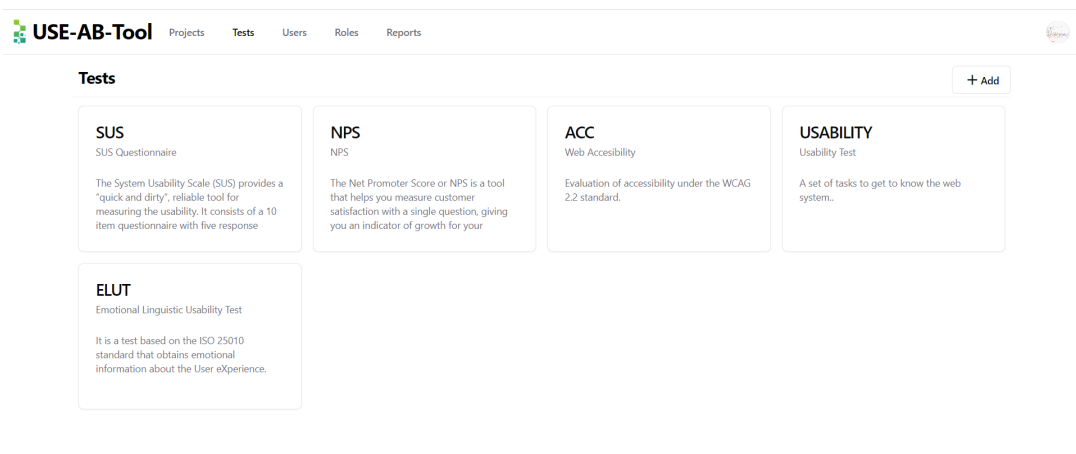 USE-AB-Tool
Projects
Tests
Users
Roles
Reports
Tests
+ Add
SUS
SUS Questionnaire
The System Usability Scale (SUS) provides a
“quick and dirty”, reliable tool for
measuring the usability. It consists of a 10
item questionnaire with five response
NPS
NPS
The Net Promoter Score or NPS is a tool
that helps you measure customer
satisfaction with a single question, giving
you an indicator of growth for your
ACC
Web Accesibility
Evaluation of accessibility under the WCAG
2.2 standard.
USABILITY
Usability Test
A set of tasks to get to know the web
system..
ELUT
Emotional Linguistic Usability Test
It is a test based on the ISO 25010
standard that obtains emotional
information about the User eXperience.